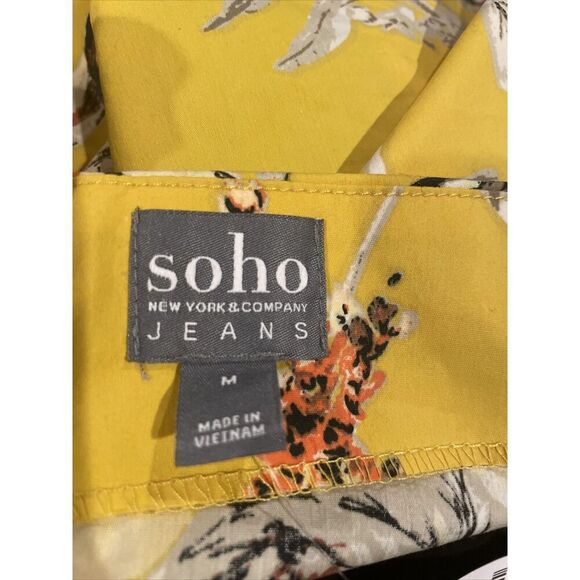 soho
NEW YORK & COMPANY
JEANS
M
MADE IN
VIETNAM